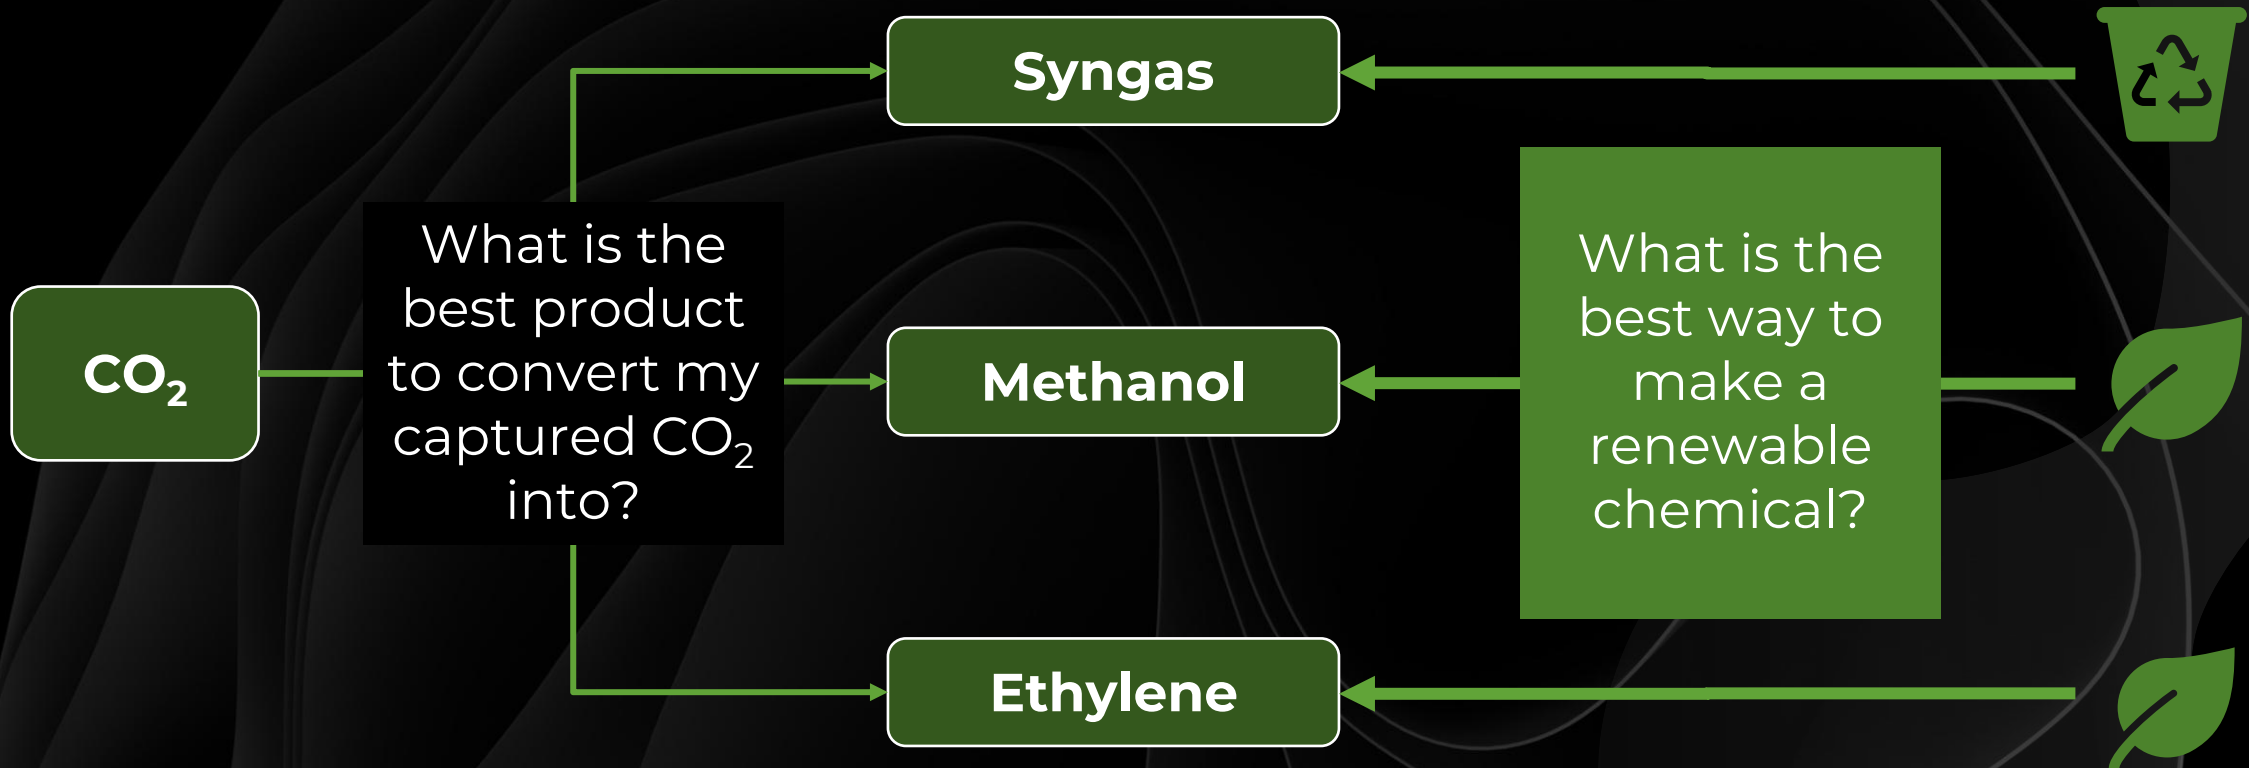 Syngas
What is the
best product
to convert my
captured CO₂
into?
CO₂
Methanol
What is the
best way to
make a
renewable
chemical?
Ethylene